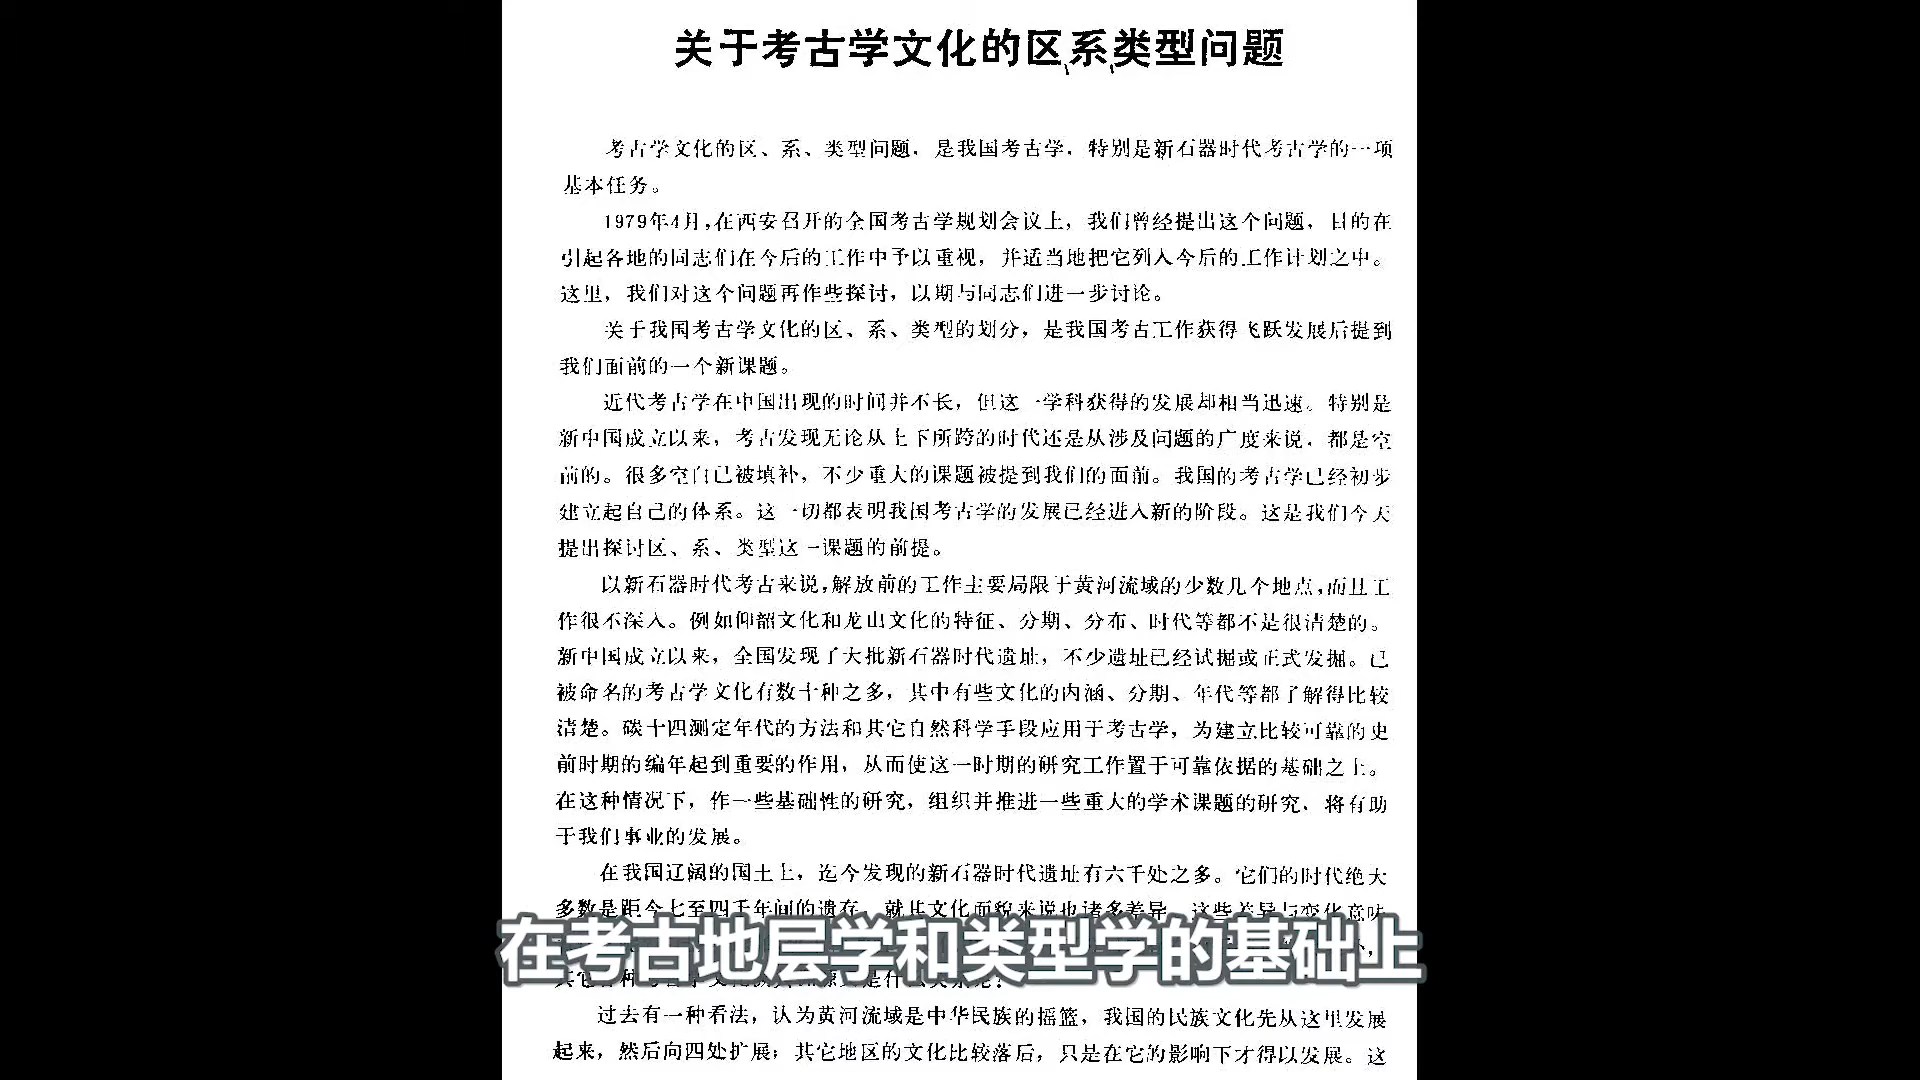 关于考古学文化的区系类型问题
考古学文化的区、系、类型问题，是我国考古学，特别是新石器时代考古学的一项
基本任务。
1979年4月，在西安召开的全国考古学规划会议上，我们曾经提出这个问题，目的在
引起各地的同志们在今后的工作中予以重视，并适当地把它列入今后的工作计划之中。
这里，我们对这个问题再作些探讨，以期与同志们进一步讨论。
关于我国考古学文化的区、系、类型的划分，是我国考古工作获得飞跃发展后提到
我们面前的一个新课题。
近代考古学在中国出现的时间并不长，但这一学科获得的发展却相当迅速。特别是
新中国成立以来，考古发现无论从上下所跨的时代还是从涉及问题的广度来说，都是空
前的。很多空白已被填补，不少重大的课题被提到我们的面前。我国的考古学已经初步
建立起自己的体系。这一切都表明我国考古学的发展已经进入新的阶段。这是我们今天
提出探讨区、系、类型这一课题的前提。
以新石器时代考古来说，解放前的工作主要局限于黄河流域的少数几个地点，而且工
作很不深入。例如仰韶文化和龙山文化的特征、分期、分布、时代等都不是很清楚的。
新中国成立以来，全国发现了大批新石器时代遗址，不少遗址已经试掘或正式发掘。已
被命名的考古学文化有数十种之多，其中有些文化的内涵、分期、年代等都了解得比较
清楚。碳十四测定年代的方法和其它自然科学手段应用于考古学，为建立比较可靠的史
前时期的编年起到重要的作用，从而使这一时期的研究工作置于可靠依据的基础之上。
在这种情况下，作一些基础性的研究，组织并推进一些重大的学术课题的研究，将有助
于我们事业的发展。
在我国辽阔的国土上，迄今发现的新石器时代遗址有六千处之多。它们的时代绝大
多数是距今七至四千年间的遗存，就其文化面貌来说也诸多差异，这些差异与变化意味
在考古地层学和类型学的基础上
过去有一种看法，认为黄河流域是中华民族的摇篮，我国的民族文化先从这里发展
起来，然后向四处扩展；其它地区的文化比较落后，只是在它的影响下才得以发展。这